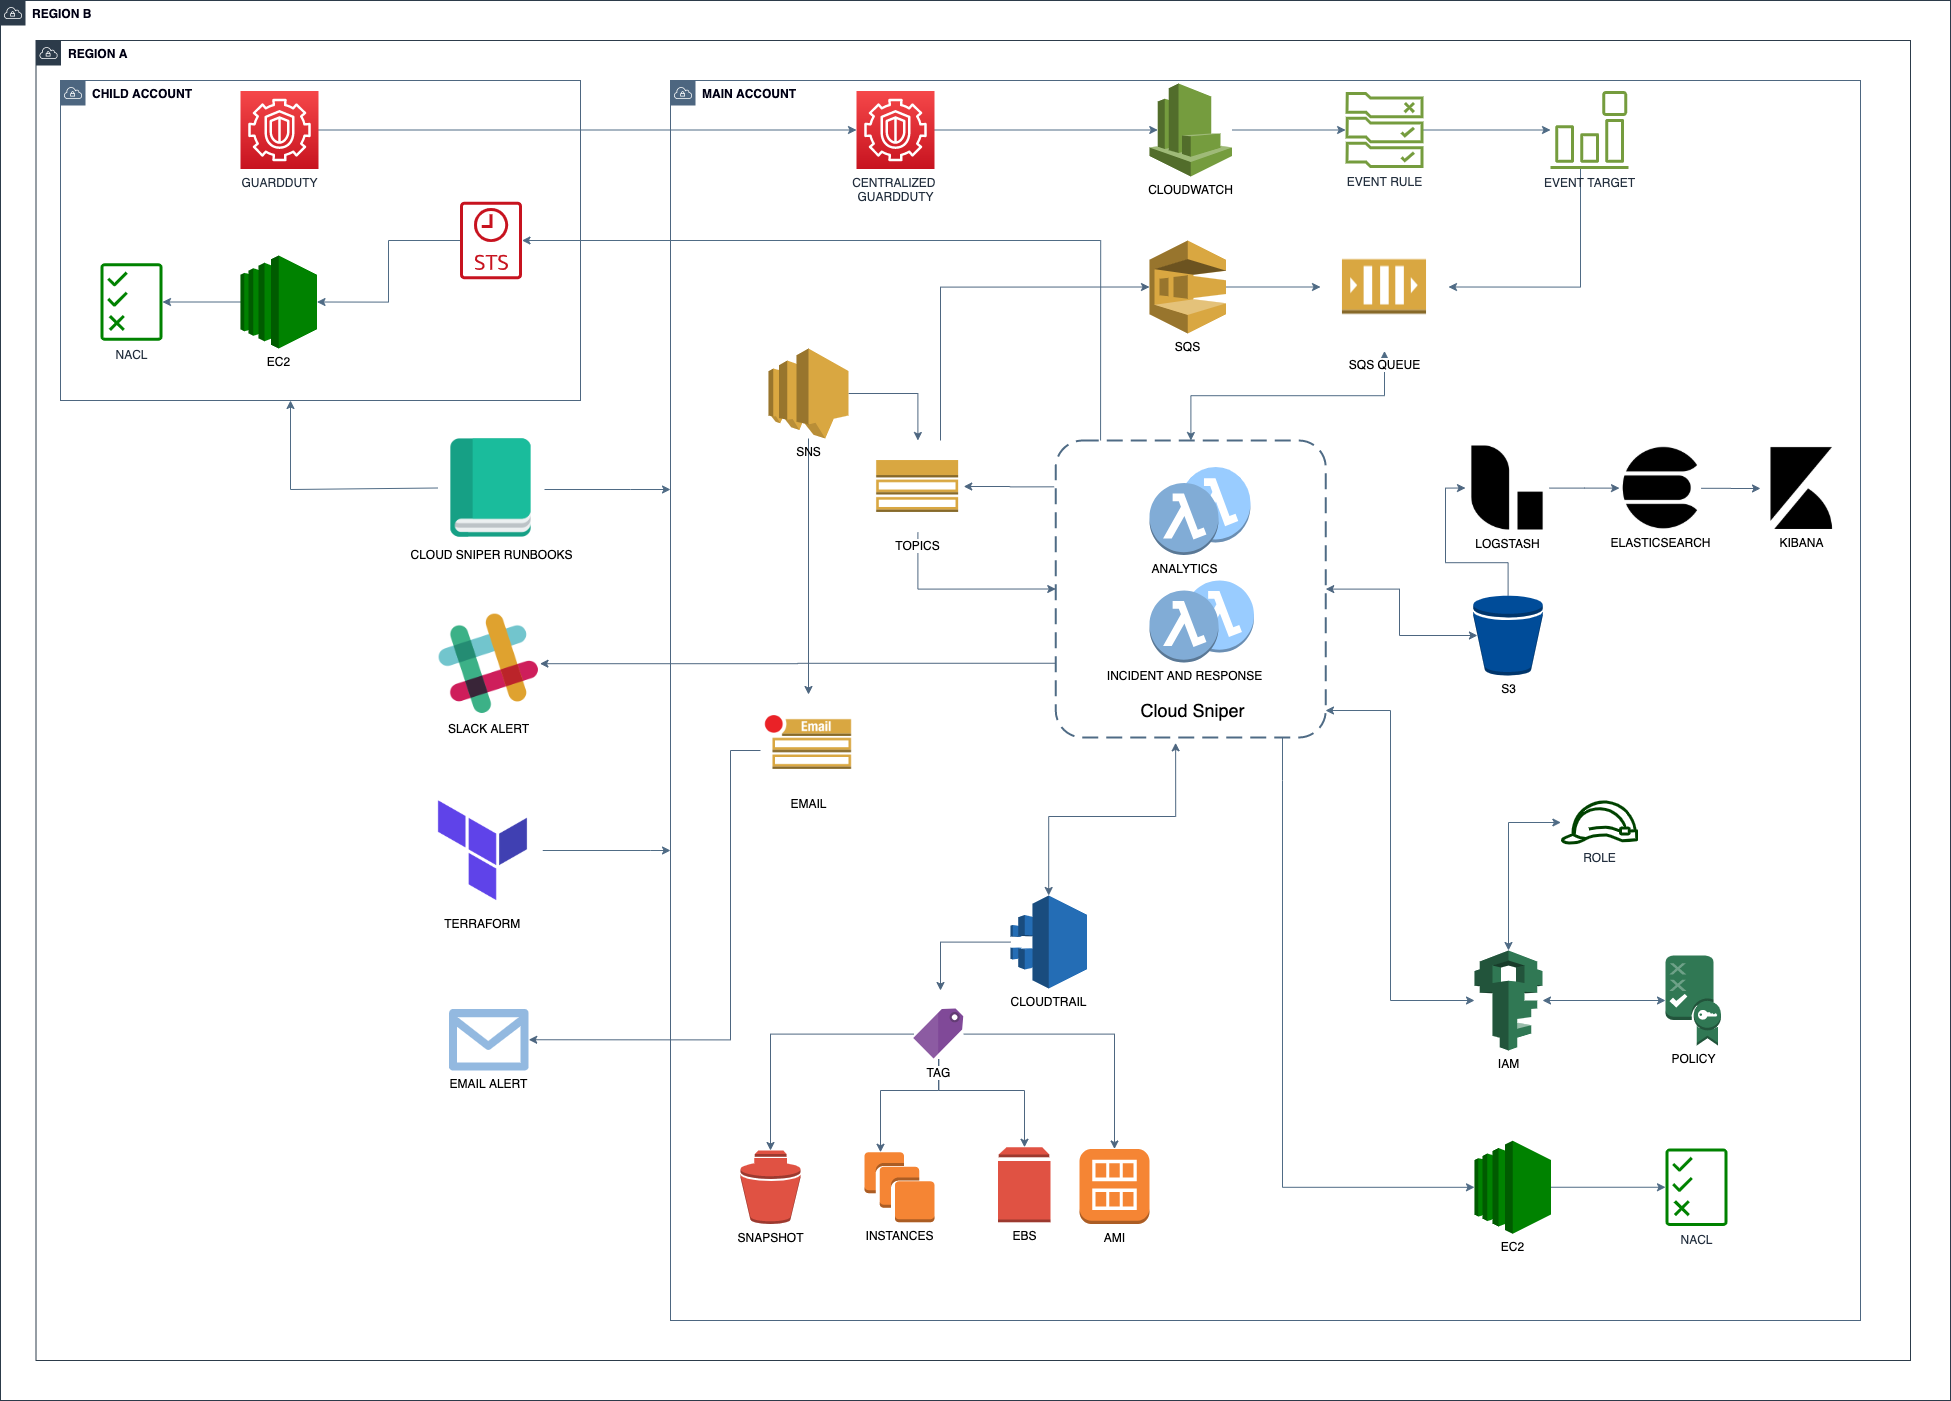 REGION B
REGION A
CHILD ACCOUNT
MAIN ACCOUNT
GUARDDUTY
CENTRALIZED
GUARDDUTY
CLOUDWATCH
EVENT RULE
EVENT TARGET
STS
NACL
EC2
SQS
SQS QUEUE
SNS
TOPICS
CLOUD SNIPER RUNBOOKS
ANALYTICS
INCIDENT AND RESPONSE
Cloud Sniper
LOGSTASH
ELASTICSEARCH
KIBANA
S3
SLACK ALERT
Email
EMAIL
TERRAFORM
ROLE
CLOUDTRAIL
IAM
POLICY
EMAIL ALERT
TAG
SNAPSHOT
INSTANCES
EBS
AMI
EC2
NACL